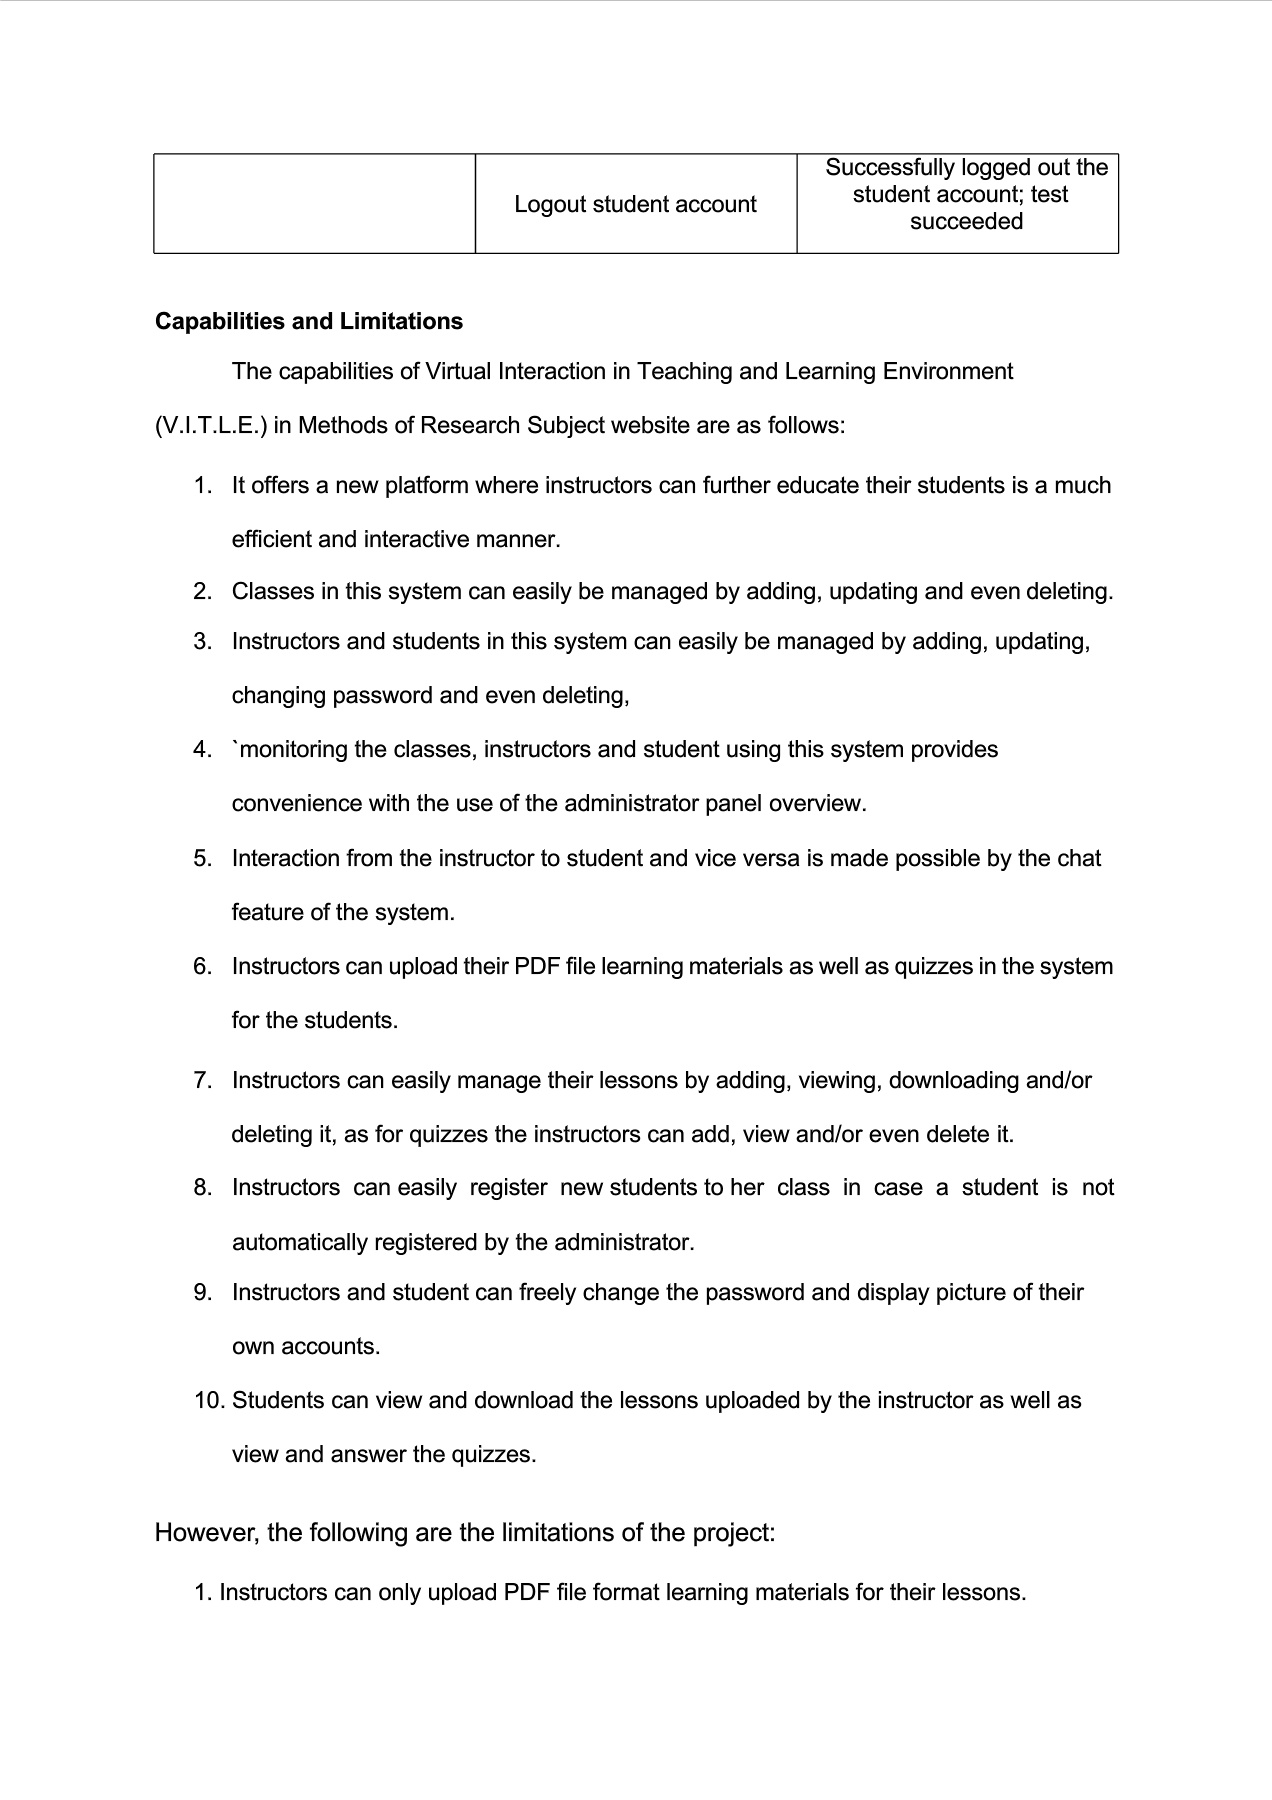 Logout student account
Successfully logged out the
student account; test
succeeded
Capabilities and Limitations
The capabilities of Virtual Interaction in Teaching and Learning Environment
(V.I.T.L.E.) in Methods of Research Subject website are as follows:
1. It offers a new platform where instructors can further educate their students is a much
efficient and interactive manner.
2. Classes in this system can easily be managed by adding, updating and even deleting.
3. Instructors and students in this system can easily be managed by adding, updating,
changing password and even deleting,
4. `monitoring the classes, instructors and student using this system provides
convenience with the use of the administrator panel overview.
5. Interaction from the instructor to student and vice versa is made possible by the chat
feature of the system.
6. Instructors can upload their PDF file learning materials as well as quizzes in the system
for the students.
7. Instructors can easily manage their lessons by adding, viewing, downloading and/or
deleting it, as for quizzes the instructors can add, view and/or even delete it.
8. Instructors can easily register new students to her class in case a student is not
automatically registered by the administrator.
9. Instructors and student can freely change the password and display picture of their
own accounts.
10. Students can view and download the lessons uploaded by the instructor as well as
view and answer the quizzes.
However, the following are the limitations of the project:
1. Instructors can only upload PDF file format learning materials for their lessons.